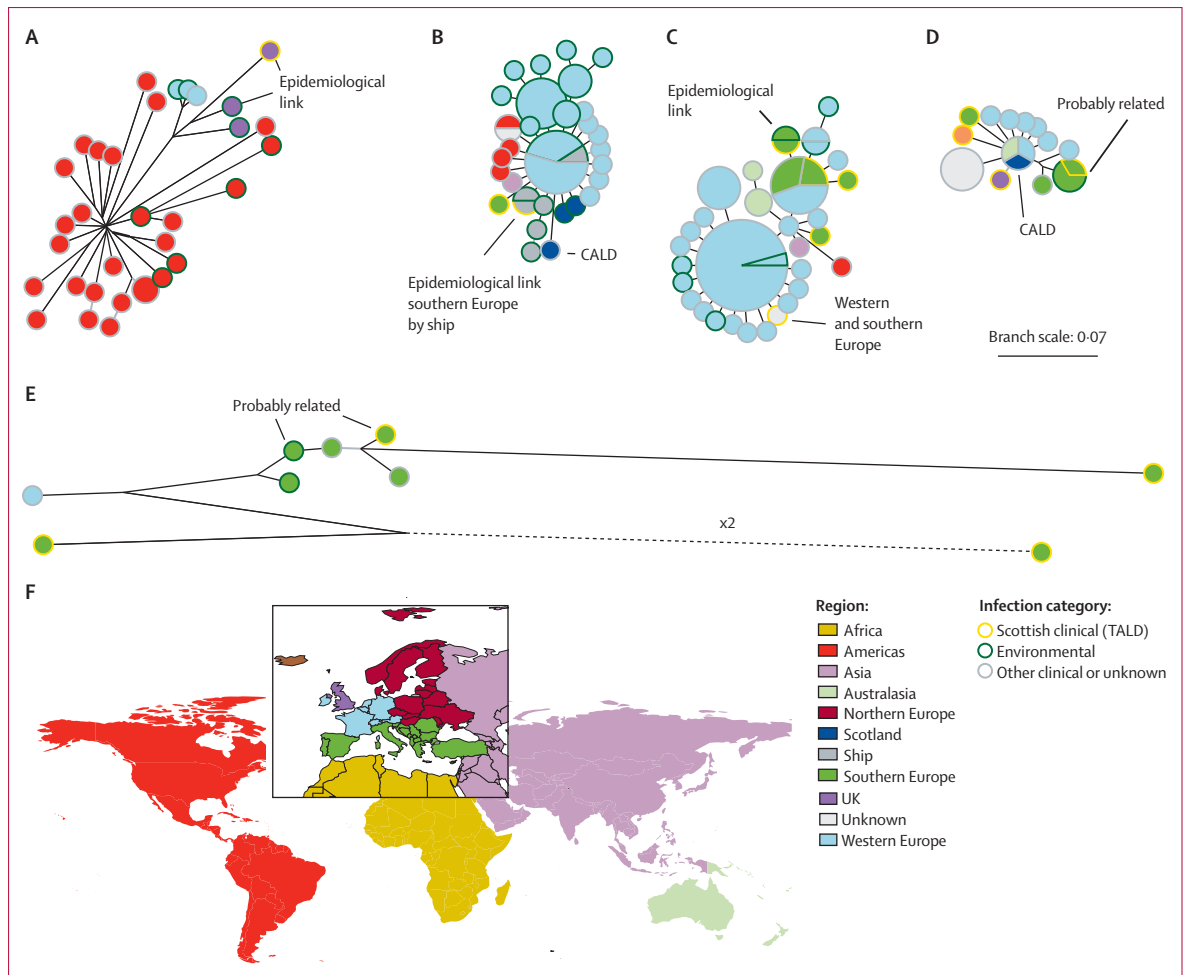 A
B
C
D
Epidemiological
link
Epidemiological
link
Probably related
CALD
CALD
Epidemiological link
southern Europe
by ship
Western
and southern
Europe
Branch scale: 0·07
E
Probably related
x2
F
Region:
Africa
Americas
Asia
Australasia
Northern Europe
Scotland
Ship
Southern Europe
UK
Unknown
Western Europe
Infection category:
Scottish clinical (TALD)
Environmental
Other clinical or unknown